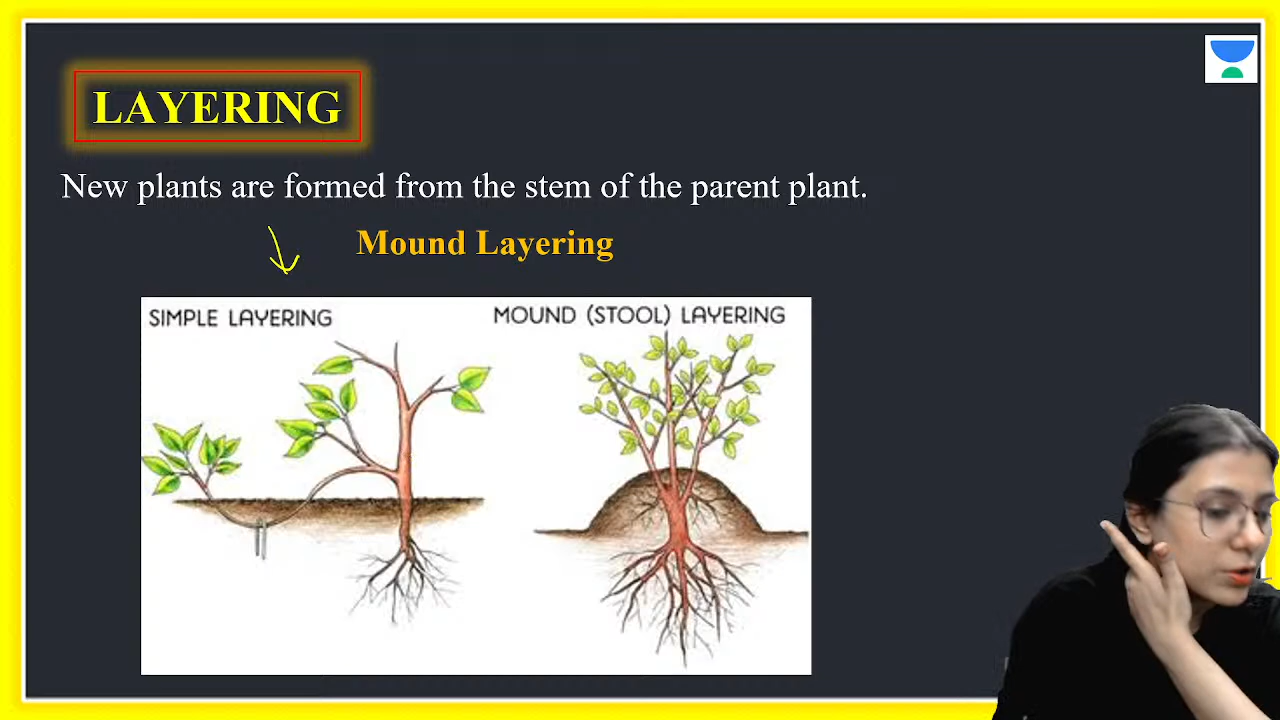 LAYERING
New plants are formed from the stem of the parent plant.
Mound Layering
SIMPLE LAYERING
MOUND (STOOL) LAYERING